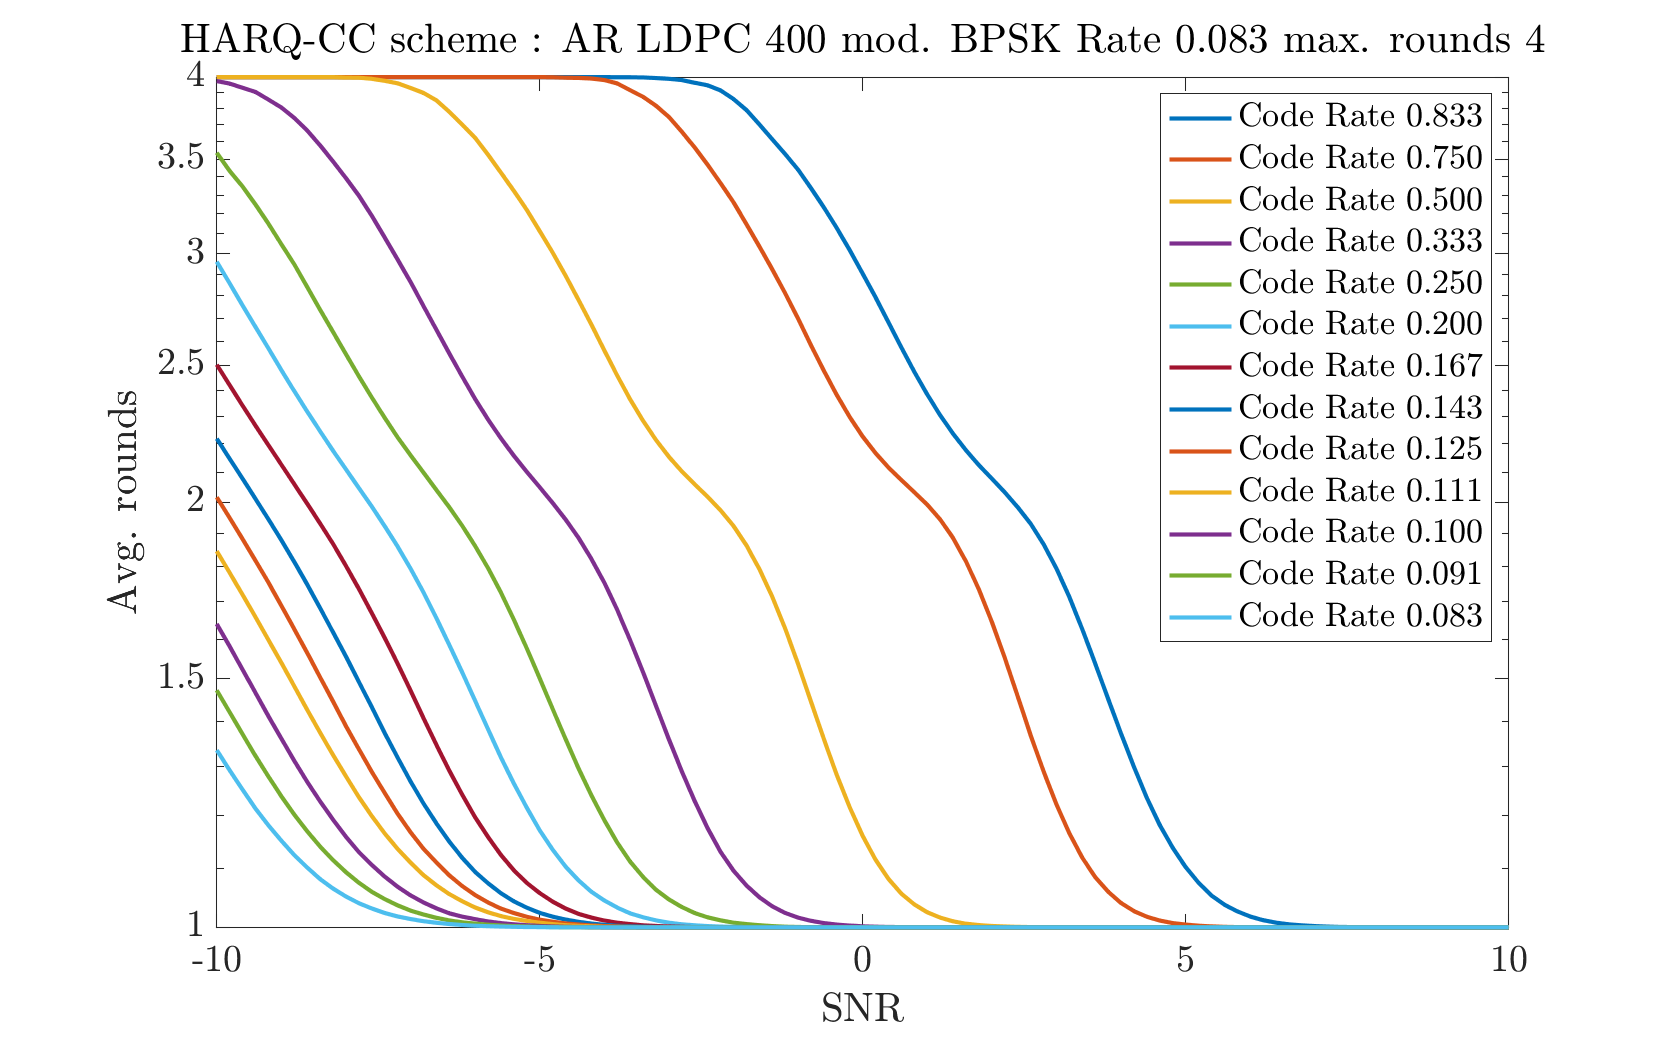 HARQ-CC scheme : AR LDPC 400 mod. BPSK Rate 0.083 max. rounds 4
4
3.5
3
2.5
2
1.5
1
Avg. rounds
-10
-5
0
5
10
SNR
Code Rate 0.833
Code Rate 0.750
Code Rate 0.500
Code Rate 0.333
Code Rate 0.250
Code Rate 0.200
Code Rate 0.167
Code Rate 0.143
Code Rate 0.125
Code Rate 0.111
Code Rate 0.100
Code Rate 0.091
Code Rate 0.083